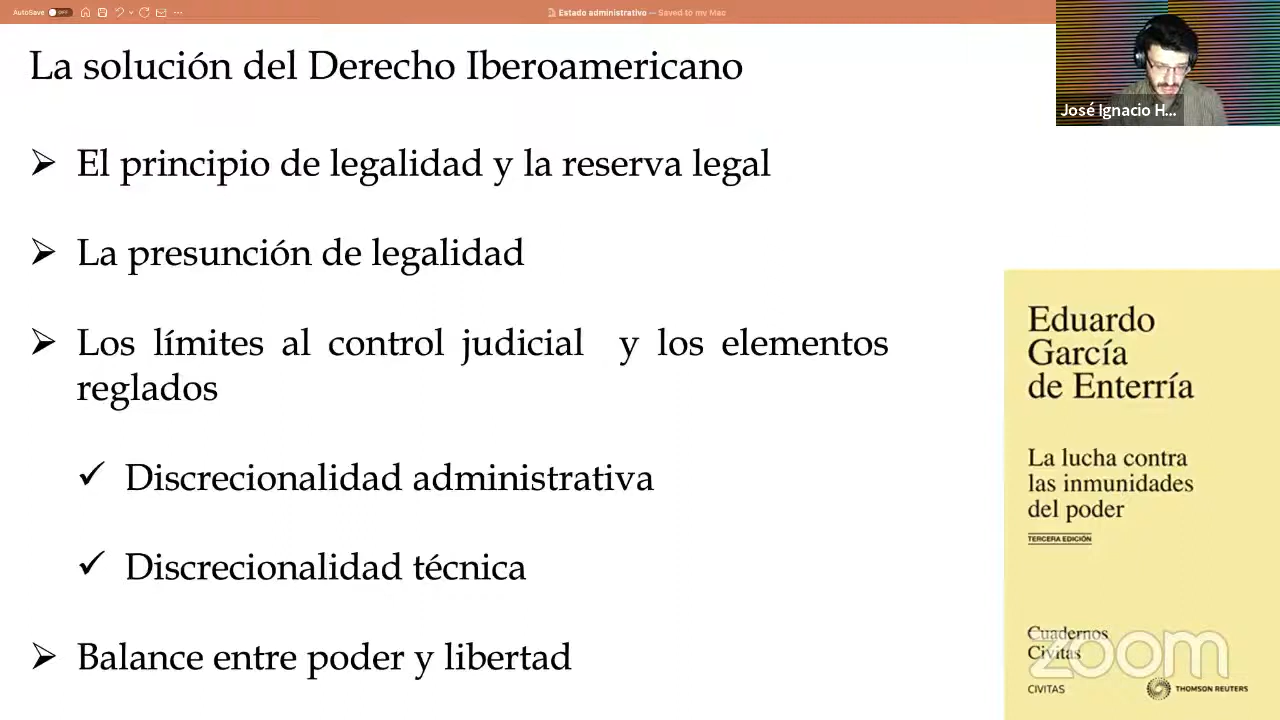 AutoSave OFF
Estado administrativo — Saved to my Mac
La solución del Derecho Iberoamericano
José Ignacio H...
El principio de legalidad y la reserva legal
La presunción de legalidad
Los límites al control judicial y los elementos
reglados
Discrecionalidad administrativa
Discrecionalidad técnica
Balance entre poder y libertad
Eduardo
García
de Enterría
La lucha contra
las inmunidades
del poder
TERCERA EDICIÓN
Cuadernos
Civitas
zoom
CIVITAS
THOMSON REUTERS